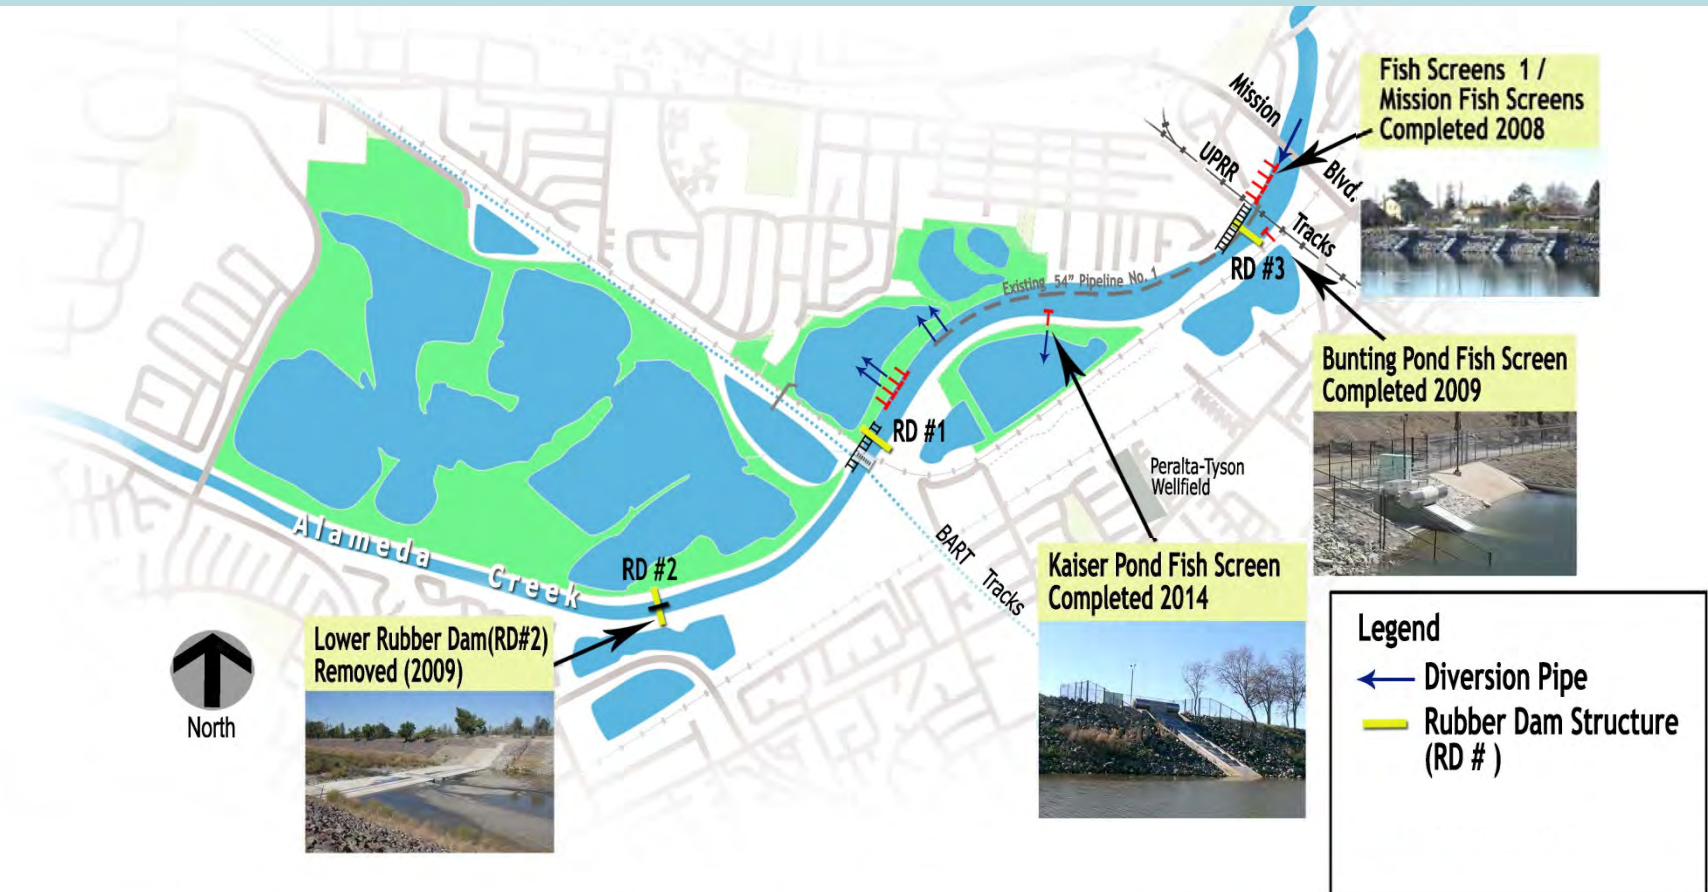 Fish Screens 1 /
Mission Fish Screens
Completed 2008
Mission
Blvd.
UPRR
Tracks
RD #3
Existing 54" Pipeline No. 1
Bunting Pond Fish Screen
Completed 2009
RD #1
Peralta-Tyson
Wellfield
BART Tracks
Alameda Creek
RD #2
Kaiser Pond Fish Screen
Completed 2014
Lower Rubber Dam(RD#2)
Removed (2009)
North
Legend
Diversion Pipe
Rubber Dam Structure
(RD # )